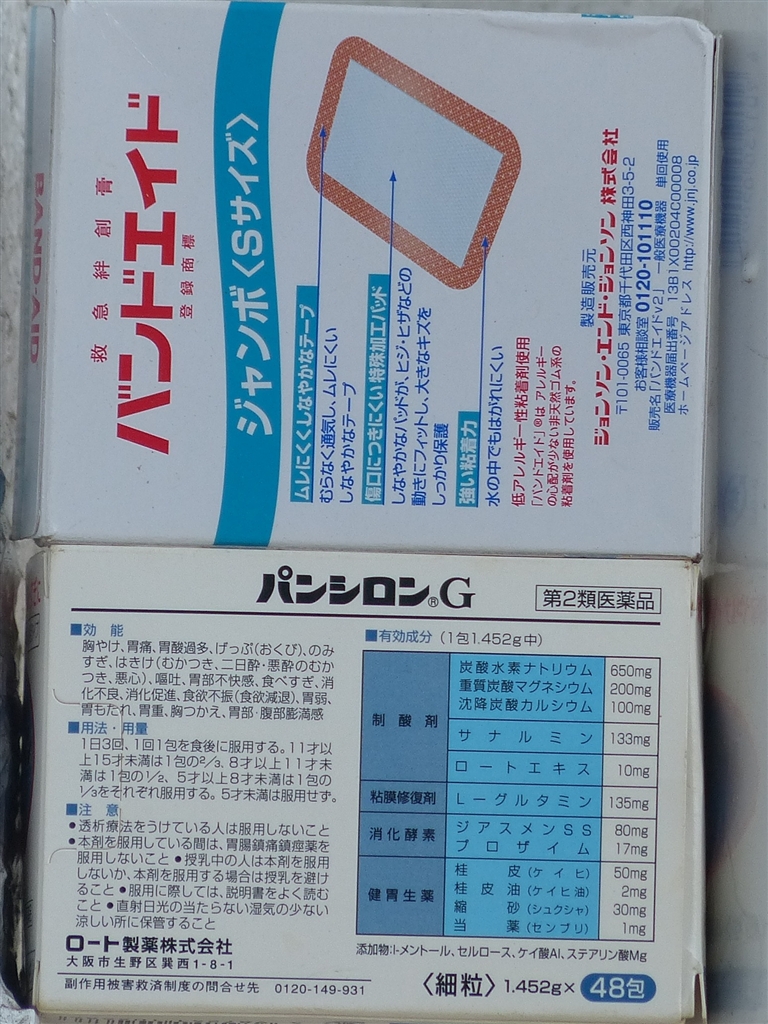 救急絆創膏
バンドエイド
登録商標
ジャンボ〈Sサイズ〉
ムレにくくしなやかなテープ
むらなく通気し、ムレにくい
しなやかなテープ
傷口につきにくい特殊加工パッド
しなやかなパッドが、ヒジ・ヒザなどの
動きにフィットし、大きなキズを
しっかり保護
強い粘着力
水の中でもはがれにくい
低アレルギー性粘着剤使用
「バンドエイド」®は アレルギー
の心配が少ない非天然ゴム系の
粘着剤を使用しています。
製造販売元
ジョンソン・エンド・ジョンソン 株式会社
〒101-0065 東京都千代田区西神田3-5-2
お客様相談室 0120-101110
販売名「バンドエイドV2」 一般医療機器 単回使用
医療機器届出番号 13B1X00204C00008
ホームページアドレス http://www.jnj.co.jp
BAND-AID
パンシロン®G
第2類医薬品
■効 能
胸やけ、胃痛、胃酸過多、げっぷ(おくび)、のみ
すぎ、はきけ(むかつき、二日酔・悪酔のむか
つき、悪心)、嘔吐、胃部不快感、食べすぎ、消
化不良、消化促進、食欲不振(食欲減退)、胃弱、
胃もたれ、胃重、胸つかえ、胃部・腹部膨満感
■用法・用量
1日3回、1回1包を食後に服用する。11才以
上15才未満は1包の2/3、8才以上11才未
満は1包の1/2、5才以上8才未満は1包の
1/3をそれぞれ服用する。5才未満は服用せず。
■注 意
●透析療法をうけている人は服用しないこと
●本剤を服用している間は、胃腸鎮痛鎮痙薬を
服用しないこと ●授乳中の人は本剤を服用
しないか、本剤を服用する場合は授乳を避け
ること ●服用に際しては、説明書をよく読む
こと ●直射日光の当たらない湿気の少ない
涼しい所に保管すること
ロート製薬株式会社
大阪市生野区巽西1-8-1
副作用被害救済制度の問合せ先 0120-149-931
■有効成分 (1包1.452g中)
制酸剤
炭酸水素ナトリウム 650mg
重質炭酸マグネシウム 200mg
沈降炭酸カルシウム 100mg
サナルミン 133mg
ロートエキス 10mg
粘膜修復剤 L-グルタミン 135mg
消化酵素
ジアスメンSS 80mg
プロザイム 17mg
健胃生薬
桂皮(ケイヒ) 50mg
桂皮油(ケイヒ油) 2mg
縮砂(シュクシャ) 30mg
当薬(センブリ) 1mg
添加物:l-メントール、セルロース、ケイ酸Al、ステアリン酸Mg
〈細粒〉1.452g× 48包